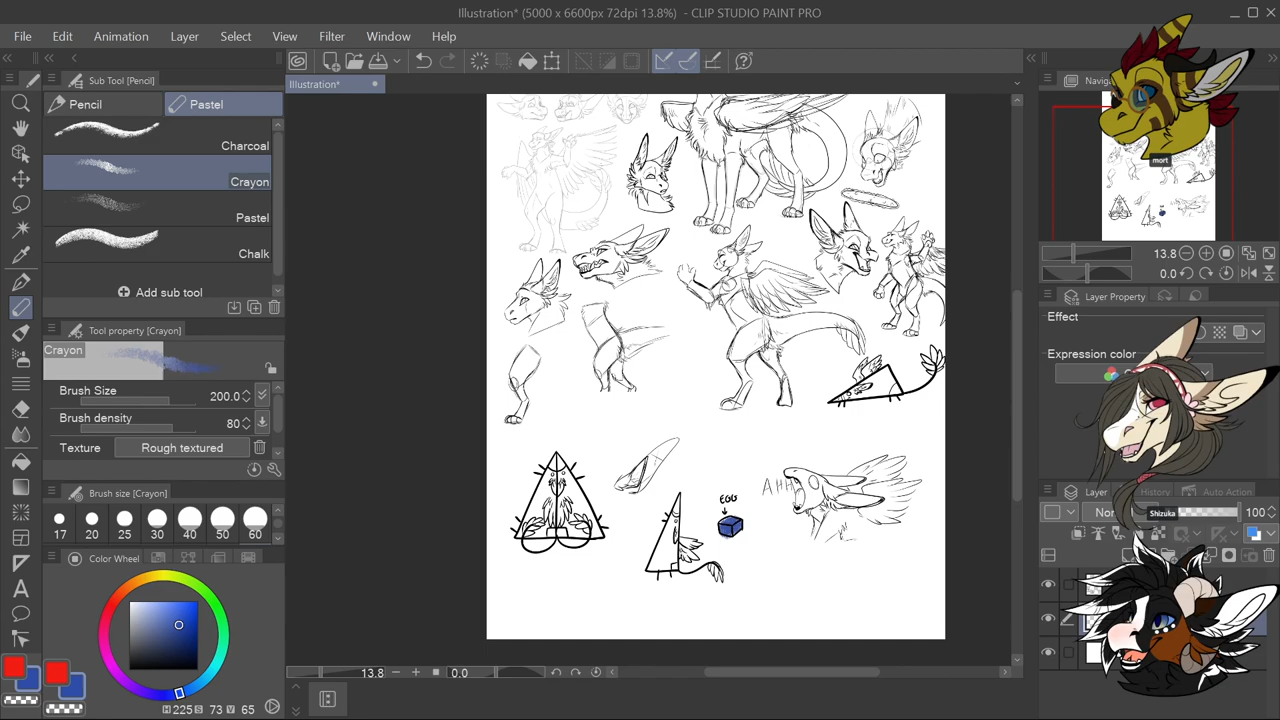 Illustration* (5000 x 6600px 72dpi 13.8%) - CLIP STUDIO PAINT PRO
File Edit Animation Layer Select View Filter Window Help
Sub Tool [Pencil]
Illustration*
Pencil
Pastel
Charcoal
Crayon
Pastel
Chalk
Add sub tool
Tool property [Crayon]
Crayon
Brush Size 200.0
Brush density 80
Texture Rough textured
Brush size [Crayon]
17 20 25 30 40 50 60
Color Wheel
H 225 S 73 V 65
EGG
13.8
0.0
mort
13.8
0.0
Layer Property
Effect
Expression color
Layer
History
Auto Action
Shizuka
100